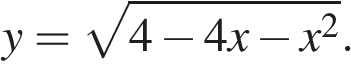 y = √(4 − 4x − x²).